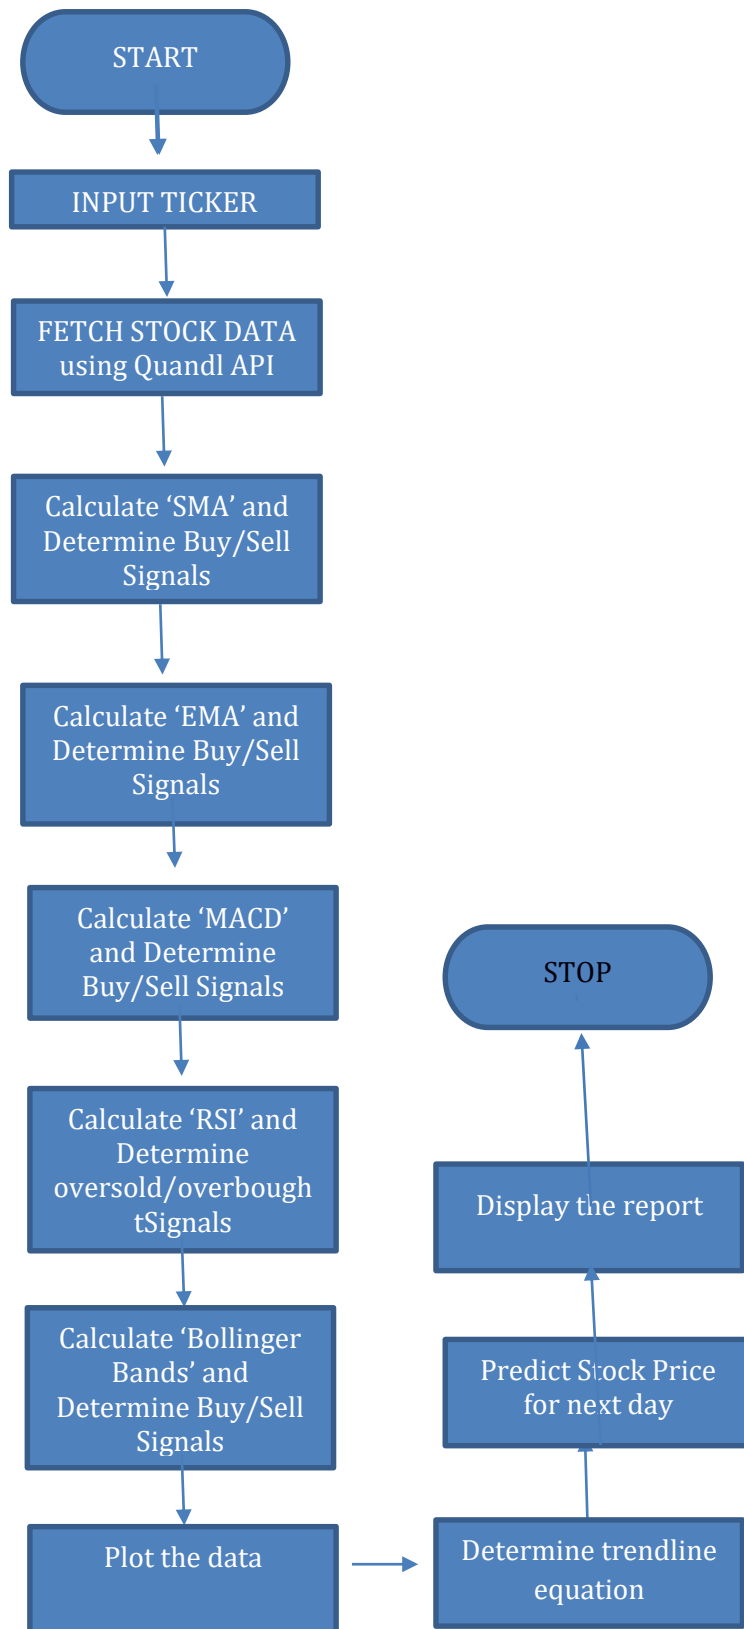 START
INPUT TICKER
FETCH STOCK DATA
using Quandl API
Calculate ‘SMA’ and
Determine Buy/Sell
Signals
Calculate ‘EMA’ and
Determine Buy/Sell
Signals
Calculate ‘MACD’
and Determine
Buy/Sell Signals
Calculate ‘RSI’ and
Determine
oversold/overbough
tSignals
Calculate ‘Bollinger
Bands’ and
Determine Buy/Sell
Signals
Plot the data
Determine trendline
equation
Predict Stock Price
for next day
Display the report
STOP